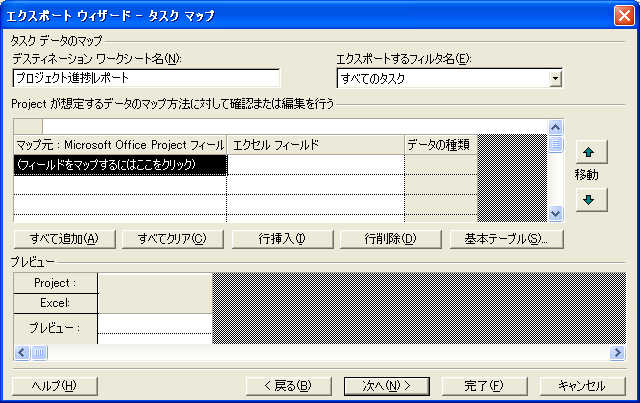 エクスポート ウィザード - タスク マップ
タスク データのマップ
デスティネーション ワークシート名(N):
エクスポートするフィルタ名(E):
プロジェクト進捗レポート
すべてのタスク
Project が想定するデータのマップ方法に対して確認または編集を行う
マップ元 : Microsoft Office Project フィール
エクセル フィールド
データの種類
(フィールドをマップするにはここをクリック)
移動
すべて追加(A)
すべてクリア(C)
行挿入(I)
行削除(D)
基本テーブル(S)...
プレビュー
Project :
Excel:
プレビュー :
ヘルプ(H)
< 戻る(B)
次へ(N) >
完了(F)
キャンセル